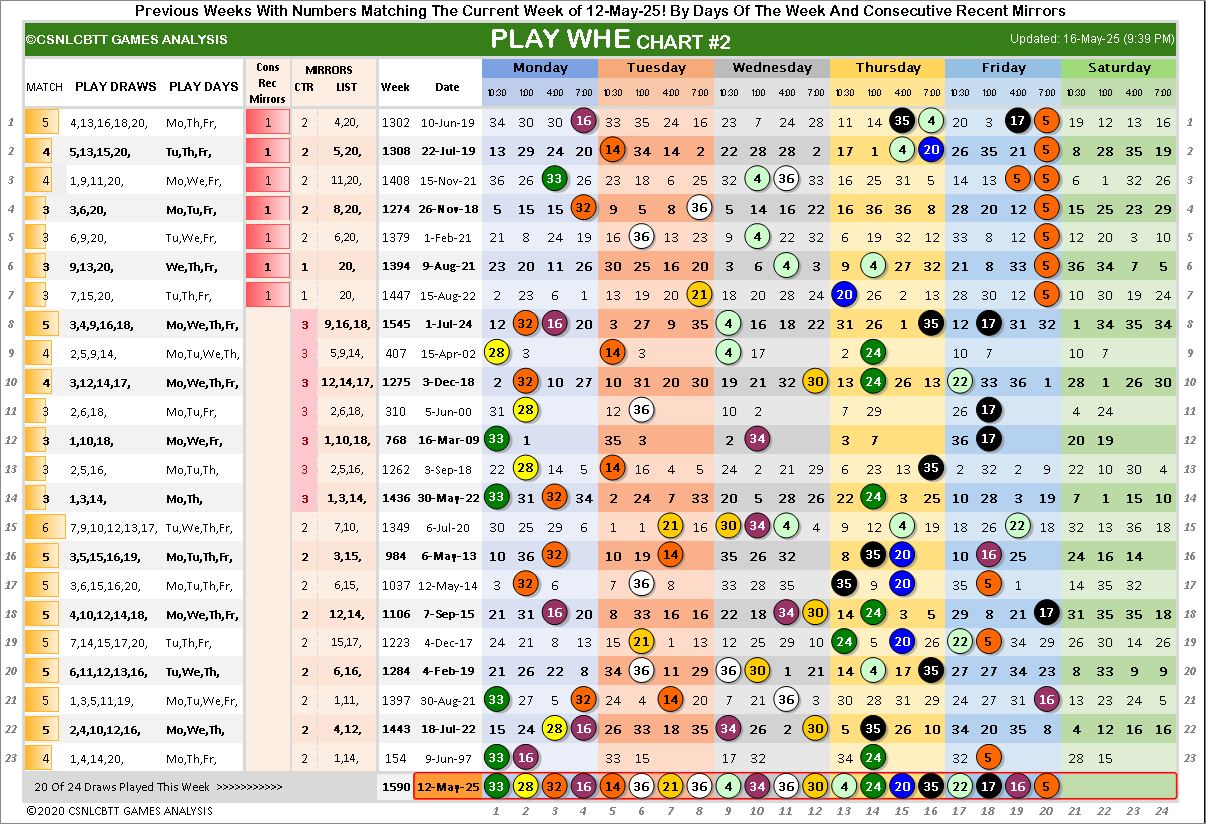 Previous Weeks With Numbers Matching The Current Week of 12-May-25! By Days Of The Week And Consecutive Recent Mirrors
©CSNLCBTT GAMES ANALYSIS PLAY WHE CHART #2 Updated: 16-May-25 (9:39 PM)
Cons Rec Mirrors MIRRORS Monday Tuesday Wednesday Thursday Friday Saturday
MATCH PLAY DRAWS PLAY DAYS CTR LIST Week Date 10:30 1:00 4:00 7:00 10:30 1:00 4:00 7:00 10:30 1:00 4:00 7:00 10:30 1:00 4:00 7:00 10:30 1:00 4:00 7:00 10:30 1:00 4:00 7:00
1 5 4,13,16,18,20, Mo,Th,Fr, 1 2 4,20, 1302 10-Jun-19 34 30 30 16 33 35 24 16 23 7 24 28 11 14 35 4 20 3 17 5 19 12 13 16 1
2 4 5,13,15,20, Tu,Th,Fr, 1 2 5,20, 1308 22-Jul-19 13 29 24 20 14 34 14 2 22 28 28 2 17 1 4 20 26 35 21 5 8 28 35 19 2
3 4 1,9,11,20, Mo,We,Fr, 1 2 11,20, 1408 15-Nov-21 36 26 33 26 23 18 6 25 32 4 36 33 16 25 31 5 14 13 5 5 6 1 32 26 3
4 3 3,6,20, Mo,Tu,Fr, 1 2 8,20, 1274 26-Nov-18 5 15 15 32 9 5 8 36 5 14 16 22 16 36 36 8 28 20 12 5 15 25 23 29 4
5 3 6,9,20, Tu,We,Fr, 1 2 6,20, 1379 1-Feb-21 21 8 24 19 16 36 13 23 5 4 22 32 6 19 32 12 33 8 12 5 12 20 3 10 5
6 3 9,13,20, We,Th,Fr, 1 1 20, 1394 9-Aug-21 23 20 11 26 30 25 16 20 3 6 4 3 9 4 27 32 21 8 33 5 36 34 7 5 6
7 3 7,15,20, Tu,Th,Fr, 1 1 20, 1447 15-Aug-22 2 23 6 1 13 19 20 21 18 20 28 24 20 26 2 13 28 30 12 5 10 30 19 24 7
8 5 3,4,9,16,18, Mo,We,Th,Fr, 3 9,16,18, 1545 1-Jul-24 12 32 16 20 3 27 9 35 4 16 18 22 31 26 1 35 12 17 31 32 1 34 35 34 8
9 4 2,5,9,14, Mo,Tu,We,Th, 3 5,9,14, 407 15-Apr-02 28 3 14 3 4 17 2 24 10 7 10 7 9
10 4 3,12,14,17, Mo,We,Th,Fr, 3 12,14,17, 1275 3-Dec-18 2 32 10 27 10 31 20 30 19 21 32 30 13 24 26 13 22 33 36 1 28 1 26 30 10
11 3 2,6,18, Mo,Tu,Fr, 3 2,6,18, 310 5-Jun-00 31 28 12 36 10 2 7 29 26 17 4 24 11
12 3 1,10,18, Mo,We,Fr, 3 1,10,18, 768 16-Mar-09 33 1 35 3 2 34 3 7 36 17 20 19 12
13 3 2,5,16, Mo,Tu,Th, 3 2,5,16, 1262 3-Sep-18 22 28 14 5 14 16 4 5 24 2 21 29 6 23 13 35 2 32 2 9 22 10 30 4 13
14 3 1,3,14, Mo,Th, 3 1,3,14, 1436 30-May-22 33 31 32 34 2 24 7 33 20 5 28 26 22 24 3 25 10 28 3 19 7 1 15 10 14
15 6 7,9,10,12,13,17, Tu,We,Th,Fr, 2 7,10, 1349 6-Jul-20 30 25 29 6 1 1 21 16 30 34 4 4 9 12 4 19 18 26 22 18 32 13 36 18 15
16 5 3,5,15,16,19, Mo,Tu,Th,Fr, 2 3,15, 984 6-May-13 10 36 32 10 19 14 35 26 32 8 35 20 10 16 25 24 16 14 16
17 5 3,6,15,16,20, Mo,Tu,Th,Fr, 2 6,15, 1037 12-May-14 7 32 6 7 36 8 33 28 35 35 9 20 35 5 1 14 35 32 17
18 5 4,10,12,14,18, Mo,We,Th,Fr, 2 12,14, 1106 7-Sep-15 21 31 16 20 8 33 16 16 22 18 34 30 14 24 3 5 29 8 21 17 31 35 35 18 18
19 5 7,14,15,17,20, Tu,Th,Fr, 2 15,17, 1223 4-Dec-17 24 21 8 13 15 21 1 13 12 25 29 10 24 5 20 26 22 5 34 29 26 30 14 26 19
20 5 6,11,12,13,16, Tu,We,Th, 2 6,16, 1284 4-Feb-19 21 26 22 8 34 36 11 29 36 30 1 21 14 4 17 35 27 27 34 23 8 33 9 9 20
21 5 1,3,5,11,19, Mo,Tu,We,Fr, 2 1,11, 1397 30-Aug-21 33 27 5 32 24 4 14 20 7 21 36 3 30 28 31 29 24 27 31 16 13 23 24 5 21
22 5 2,4,10,12,16, Mo,We,Th, 2 4,12, 1443 18-Jul-22 15 24 28 16 25 33 33 35 34 26 2 30 5 35 26 10 34 20 35 8 4 12 16 16 22
23 4 1,4,14,20, Mo,Th,Fr, 2 1,14, 154 9-Jun-97 33 16 33 15 34 24 32 5 28 15 23
20 Of 24 Draws Played This Week >>>>>>>>>>> 1590 12-May-25 33 28 32 16 14 36 21 36 4 34 36 30 4 24 20 35 22 17 16 5
©2020 CSNLCBTT GAMES ANALYSIS 1 2 3 4 5 6 7 8 9 10 11 12 13 14 15 16 17 18 19 20 21 22 23 24